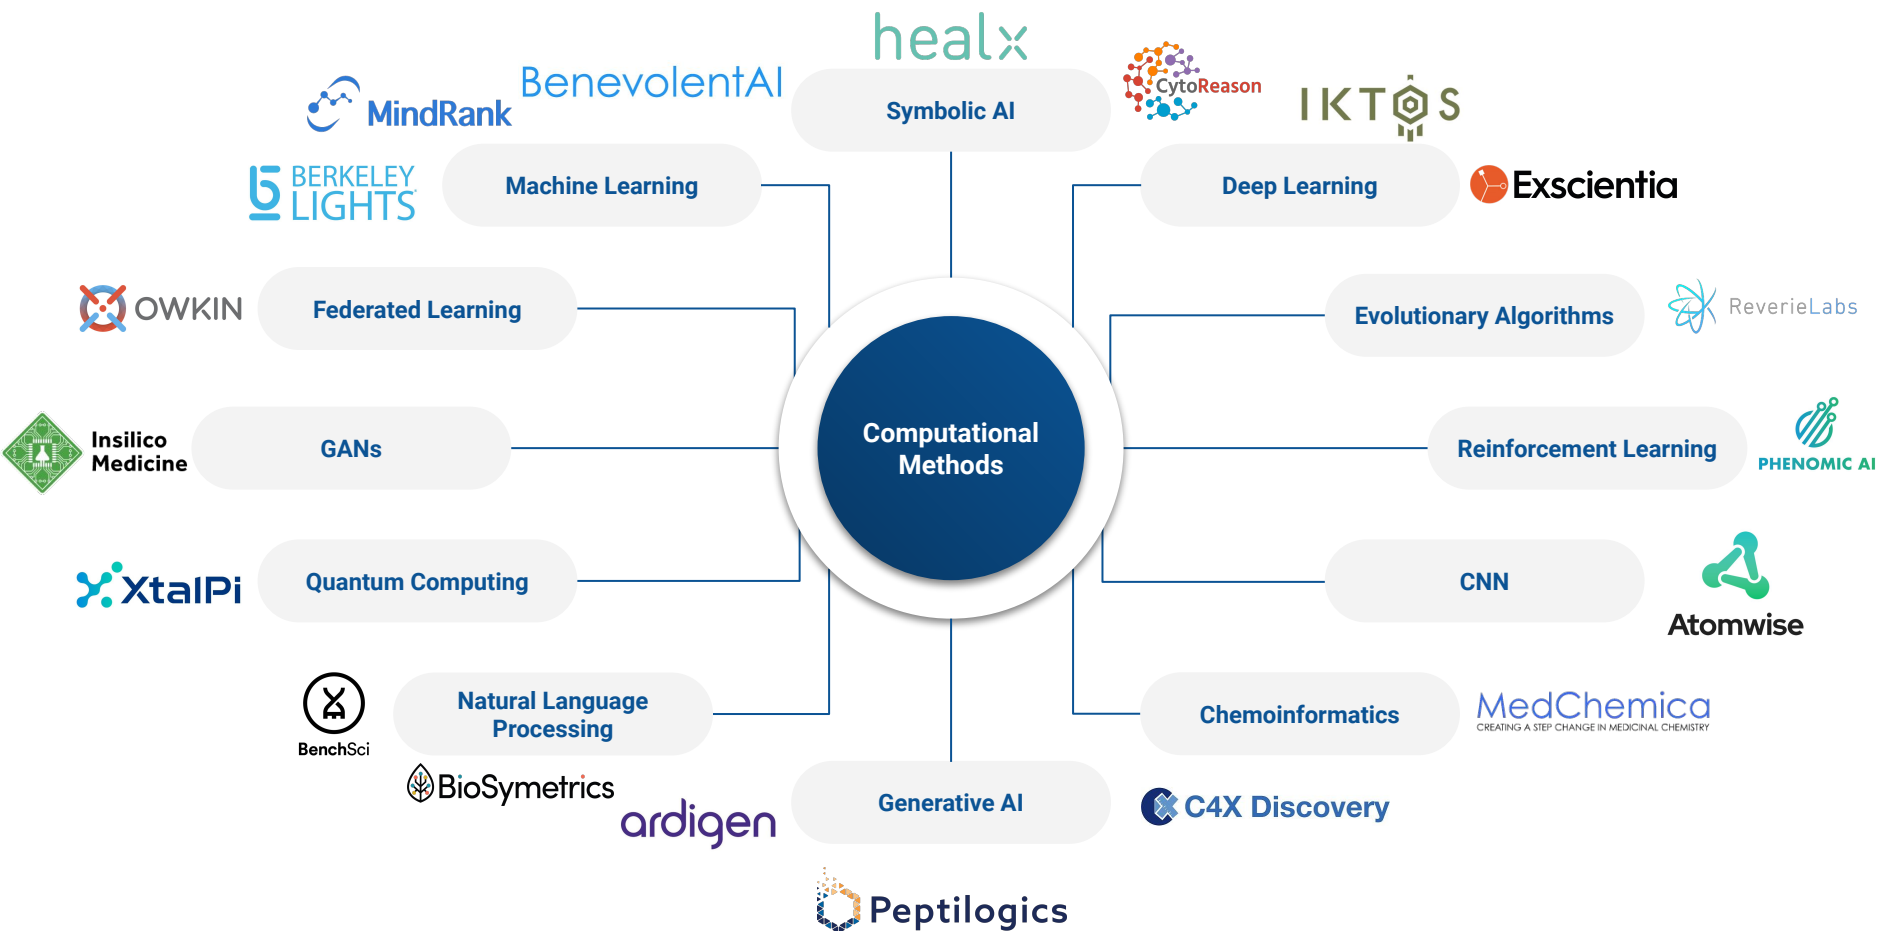 healx
BenevolentAI
CytoReason
MindRank
IKTOS
Symbolic AI
BERKELEY
LIGHTS
Machine Learning
Deep Learning
Exscientia
OWKIN
Federated Learning
Evolutionary Algorithms
ReverieLabs
Insilico
Medicine
GANs
Computational
Methods
Reinforcement Learning
PHENOMIC AI
XtalPi
Quantum Computing
CNN
Atomwise
BenchSci
Natural Language
Processing
Chemoinformatics
MedChemica
CREATING A STEP CHANGE IN MEDICINAL CHEMISTRY
BioSymetrics
ardigen
Generative AI
C4X Discovery
Peptilogics